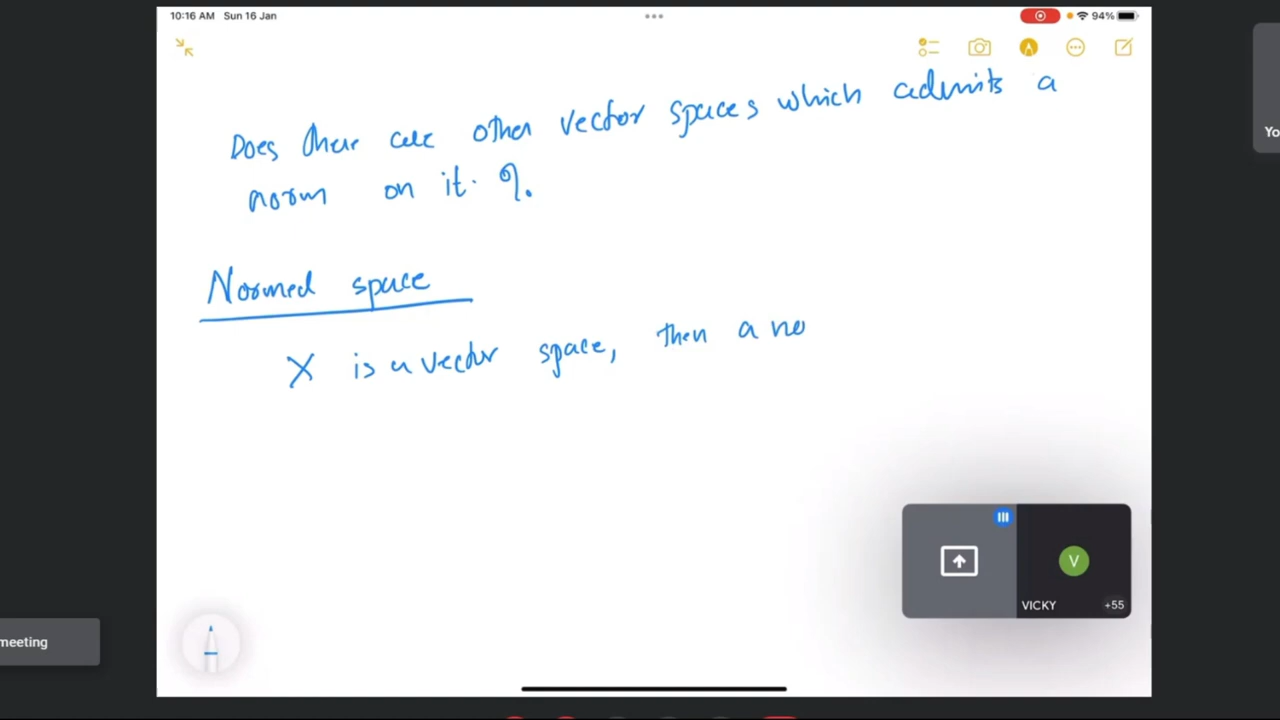 10:16 AM Sun 16 Jan
94%
Does there are other vector spaces which admits a
norm on it. ?
Normed space
X is a vector space, then a no
Yo
VICKY +55
meeting